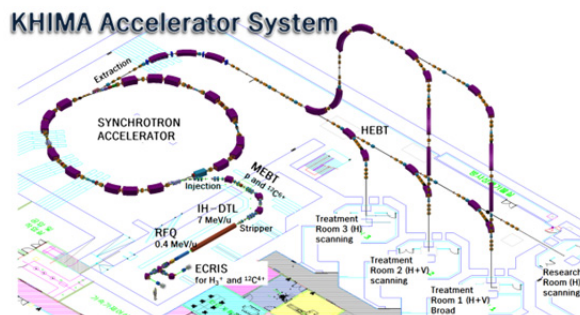 KHIMA Accelerator System
Extraction
SYNCHROTRON
ACCELERATOR
HEBT
Injection
MEBT
p and ¹²C⁶⁺
IH-DTL
7 MeV/u
Stripper
RFQ
0.4 MeV/u
ECRIS
for H₃⁺ and ¹²C⁴⁺
Treatment
Room 3 (H)
scanning
Treatment
Room 2 (H+V)
scanning
Treatment
Room 1 (H+V)
Broad
Research
Room (H)